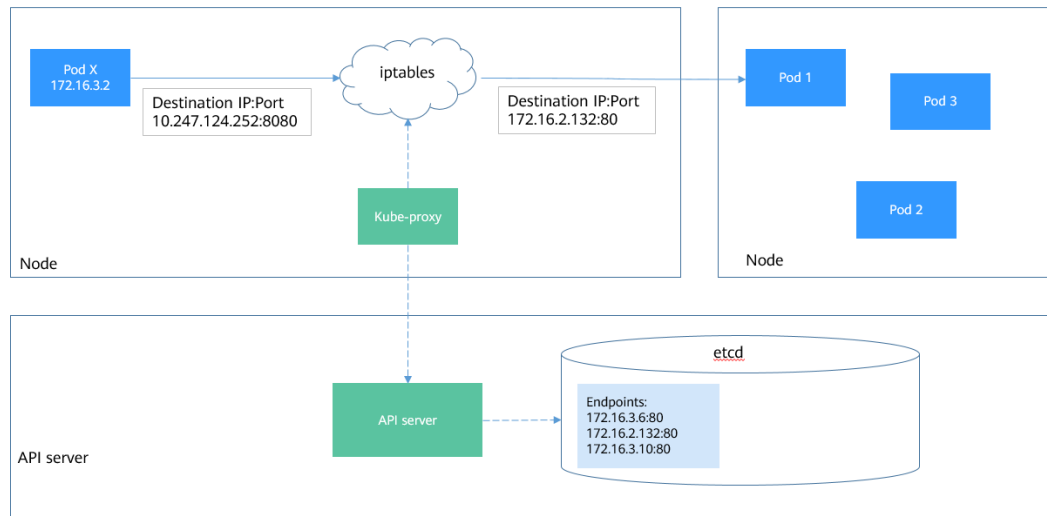 Pod X
172.16.3.2
Destination IP:Port
10.247.124.252:8080
iptables
Destination IP:Port
172.16.2.132:80
Kube-proxy
Node
Pod 1
Pod 3
Pod 2
Node
etcd
Endpoints:
172.16.3.6:80
172.16.2.132:80
172.16.3.10:80
API server
API server